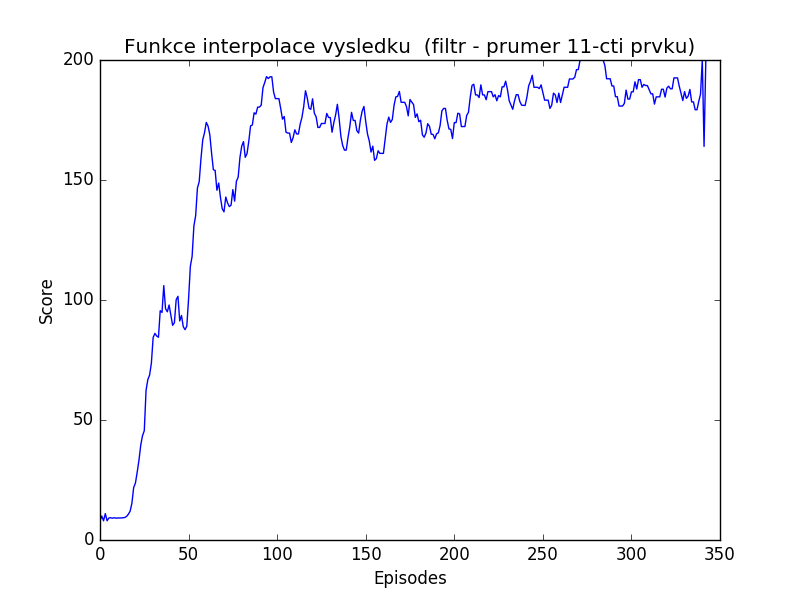 Funkce interpolace vysledku (filtr - prumer 11-cti prvku)
200
150
100
50
0
Score
0 50 100 150 200 250 300 350
Episodes